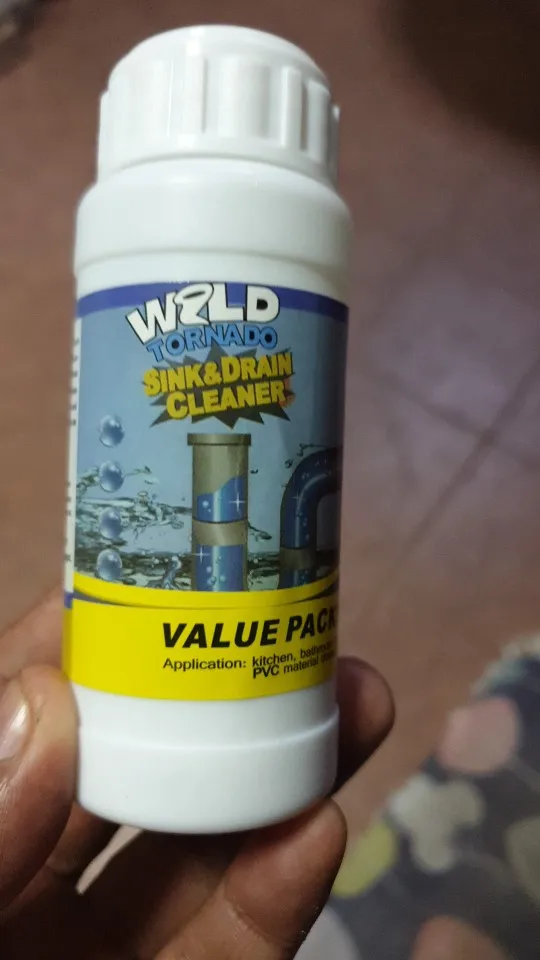 WILD
TORNADO
SINK&DRAIN
CLEANER
VALUE PACK
Application: kitchen,
PVC material